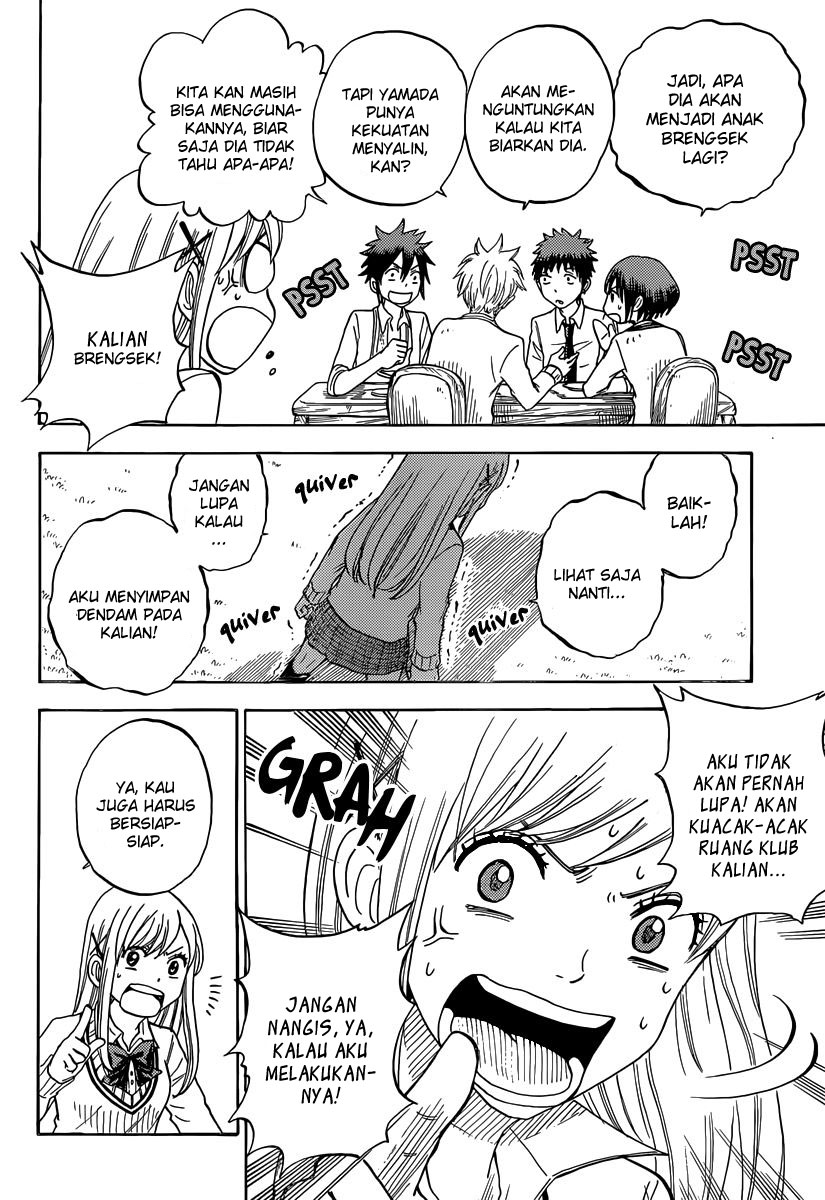 JADI, APA
DIA AKAN
MENJADI ANAK
BRENGSEK
LAGI?
AKAN ME-
NGUNTUNGKAN
KALAU KITA
BIARKAN DIA.
TAPI YAMADA
PUNYA
KEKUATAN
MENYALIN,
KAN?
KITA KAN MASIH
BISA MENGGUNA-
KANNYA, BIAR
SAJA DIA TIDAK
TAHU APA-APA!
PSST
PSST
PSST
KALIAN
BRENGSEK!
BAIK-
LAH!
LIHAT SAJA
NANTI...
quiver
quiver
quiver
JANGAN
LUPA
KALAU
...
AKU MENYIMPAN
DENDAM PADA
KALIAN!
AKU TIDAK
AKAN PERNAH
LUPA! AKAN
KUACAK-ACAK
RUANG KLUB
KALIAN...
GRAH
JANGAN
NANGIS, YA,
KALAU AKU
MELAKUKAN-
NYA!
YA, KAU
JUGA HARUS
BERSIAP-
SIAP.